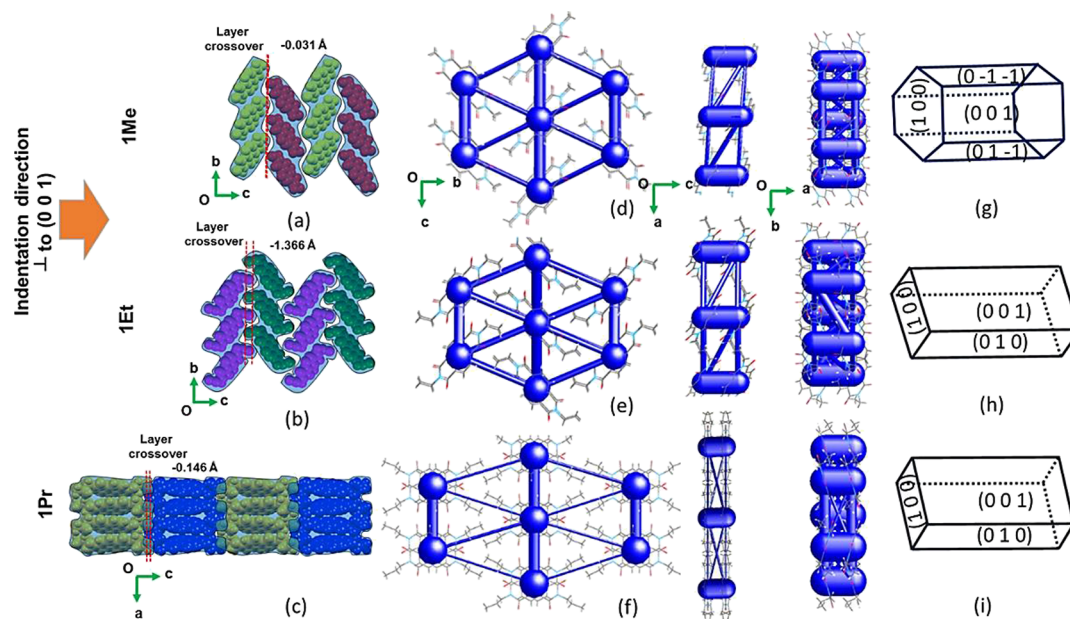 Indentation direction
⊥ to (0 0 1)
1Me
Layer
crossover
-0.031 Å
b
O
c
(a)
O
b
c
(d)
O
c
a
O
a
b
(1 0 0)
(0 -1 -1)
(0 0 1)
(0 1 -1)
(g)
1Et
Layer
crossover
-1.366 Å
b
O
c
(b)
(e)
(1 0 0)
(0 0 1)
(0 1 0)
(h)
1Pr
Layer
crossover
-0.146 Å
O
c
a
(c)
(f)
(1 0 0)
(0 0 1)
(0 1 0)
(i)